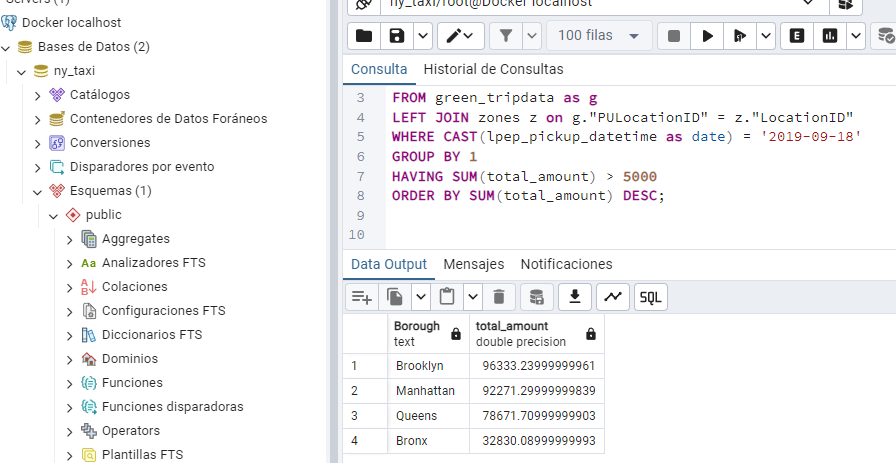 Servers (1)
Docker localhost
Bases de Datos (2)
ny_taxi
Catálogos
Contenedores de Datos Foráneos
Conversiones
Disparadores por evento
Esquemas (1)
public
Aggregates
Aa Analizadores FTS
Colaciones
Configuraciones FTS
Diccionarios FTS
Dominios
Funciones
Funciones disparadoras
Operators
Plantillas FTS
ny_taxi/root@Docker localhost
100 filas
E
Consulta Historial de Consultas
3 FROM green_tripdata as g
4 LEFT JOIN zones z on g."PULocationID" = z."LocationID"
5 WHERE CAST(lpep_pickup_datetime as date) = '2019-09-18'
6 GROUP BY 1
7 HAVING SUM(total_amount) > 5000
8 ORDER BY SUM(total_amount) DESC;
9
10
Data Output Mensajes Notificaciones
SQL
Borough total_amount
text double precision
1 Brooklyn 96333.23999999961
2 Manhattan 92271.29999999839
3 Queens 78671.70999999903
4 Bronx 32830.08999999993